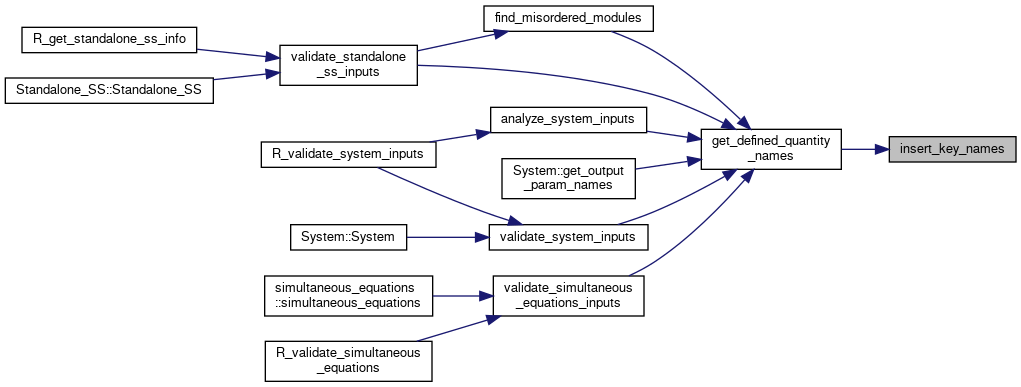 find_misordered_modules
R_get_standalone_ss_info
validate_standalone
_ss_inputs
Standalone_SS::Standalone_SS
analyze_system_inputs
get_defined_quantity
_names
insert_key_names
R_validate_system_inputs
System::get_output
_param_names
System::System
validate_system_inputs
simultaneous_equations
::simultaneous_equations
validate_simultaneous
_equations_inputs
R_validate_simultaneous
_equations